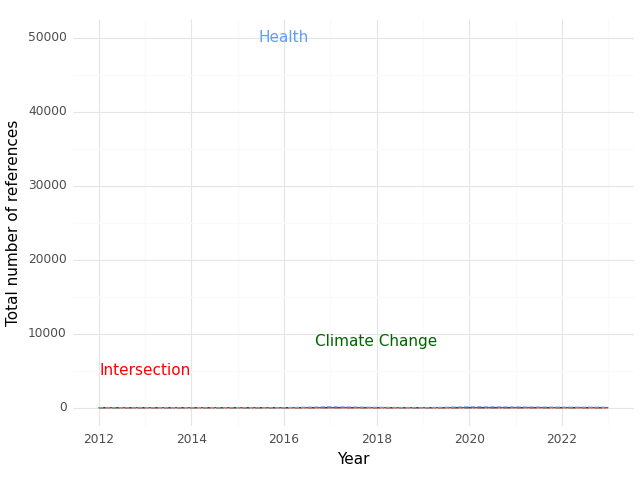 50000
40000
30000
20000
10000
0
Total number of references
Health
Climate Change
Intersection
2012
2014
2016
2018
2020
2022
Year